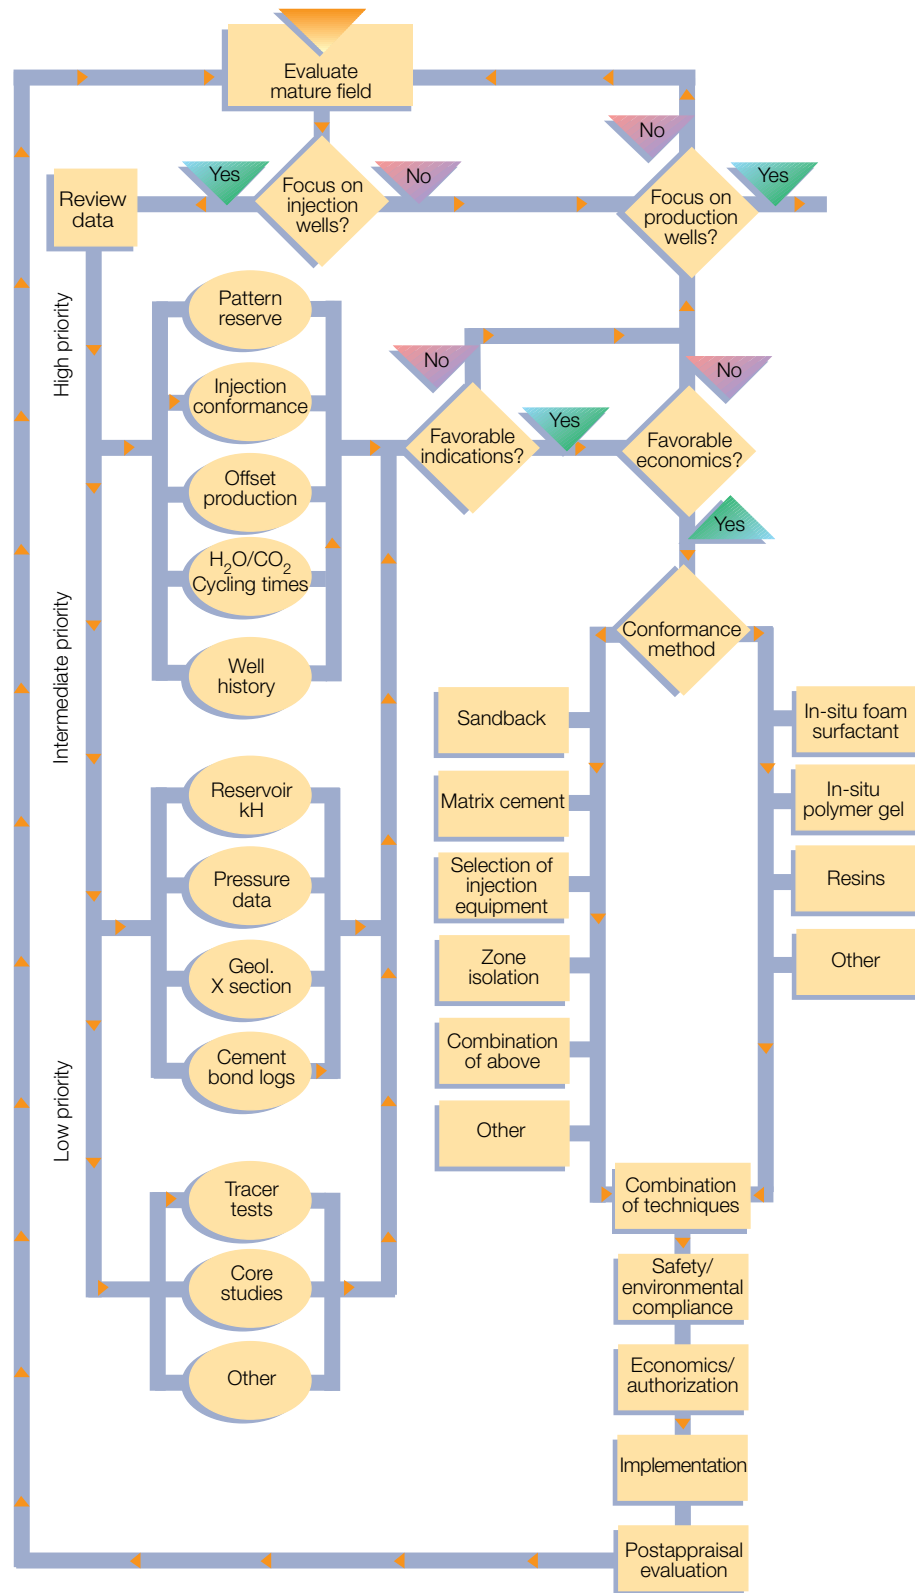 Evaluate
mature field
Yes
Focus on
injection
wells?
No
No
Focus on
production
wells?
Yes
Review
data
High priority
Intermediate priority
Low priority
Pattern
reserve
Injection
conformance
Offset
production
H2O/CO2
Cycling times
Well
history
Reservoir
kH
Pressure
data
Geol.
X section
Cement
bond logs
Tracer
tests
Core
studies
Other
No
Favorable
indications?
Yes
No
Favorable
economics?
Yes
Conformance
method
Sandback
Matrix cement
Selection of
injection
equipment
Zone
isolation
Combination
of above
Other
In-situ foam
surfactant
In-situ
polymer gel
Resins
Other
Combination
of techniques
Safety/
environmental
compliance
Economics/
authorization
Implementation
Postappraisal
evaluation